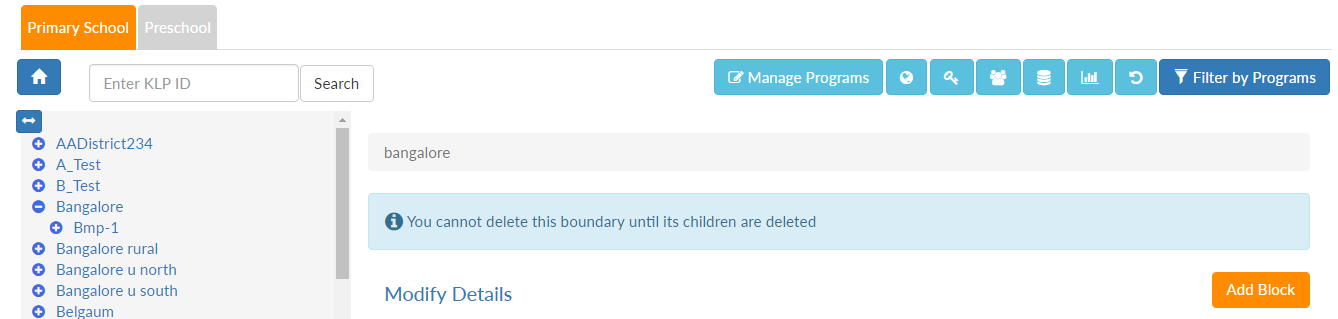 Primary School Preschool
Enter KLP ID Search Manage Programs Filter by Programs
AADistrict234
A_Test
B_Test
Bangalore
Bmp-1
Bangalore rural
Bangalore u north
Bangalore u south
Belgaum
bangalore
You cannot delete this boundary until its children are deleted
Modify Details Add Block